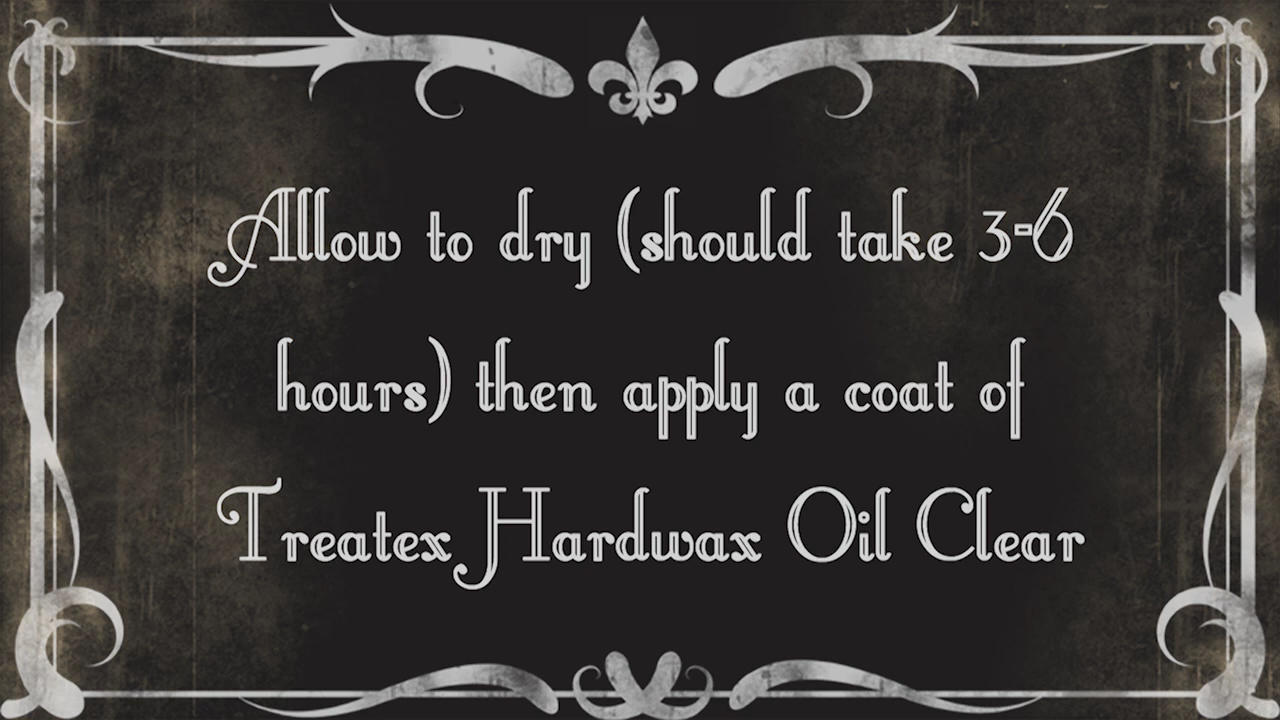 Allow to dry (should take 3-6
hours) then apply a coat of
Treatex Hardwax Oil Clear